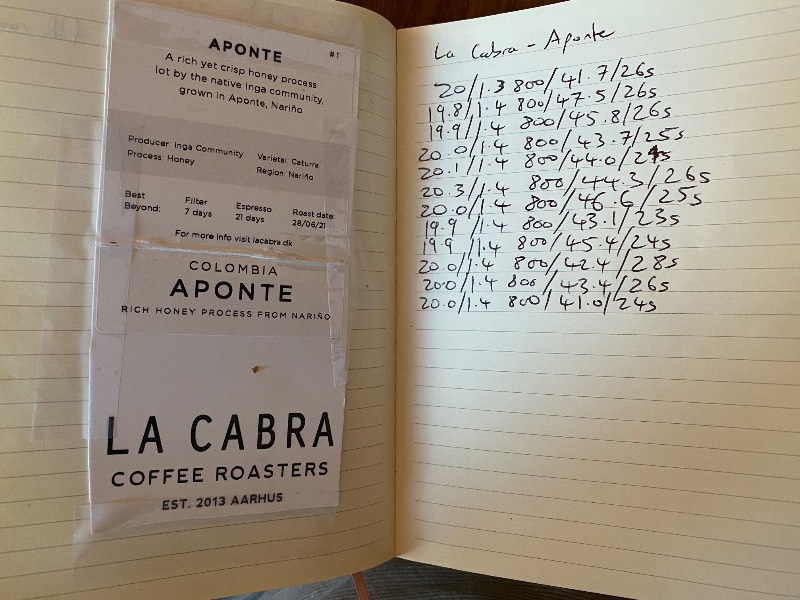 APONTE
#1
A rich yet crisp honey process
lot by the native Inga community,
grown in Aponte, Nariño
Producer: Inga Community
Process: Honey
Varietal: Caturra
Region: Nariño
Best
Beyond:
Filter
7 days
Espresso
21 days
Roast date:
28/06/21
For more info visit lacabra.dk
COLOMBIA
APONTE
RICH HONEY PROCESS FROM NARIÑO
LA CABRA
COFFEE ROASTERS
EST. 2013 AARHUS
La Cabra - Aponte
20/1.3 800/41.7/26s
19.8/1.4 800/47.5/26s
19.9/1.4 800/45.8/26s
20.0/1.4 800/43.7/25s
20.1/1.4 800/44.0/24s
20.3/1.4 800/44.3/26s
20.0/1.4 800/46.6/25s
19.9/1.4 800/43.1/23s
19.9/1.4 800/45.4/24s
20.0/1.4 800/42.4/28s
20.0/1.4 800/43.4/26s
20.0/1.4 800/41.0/24s